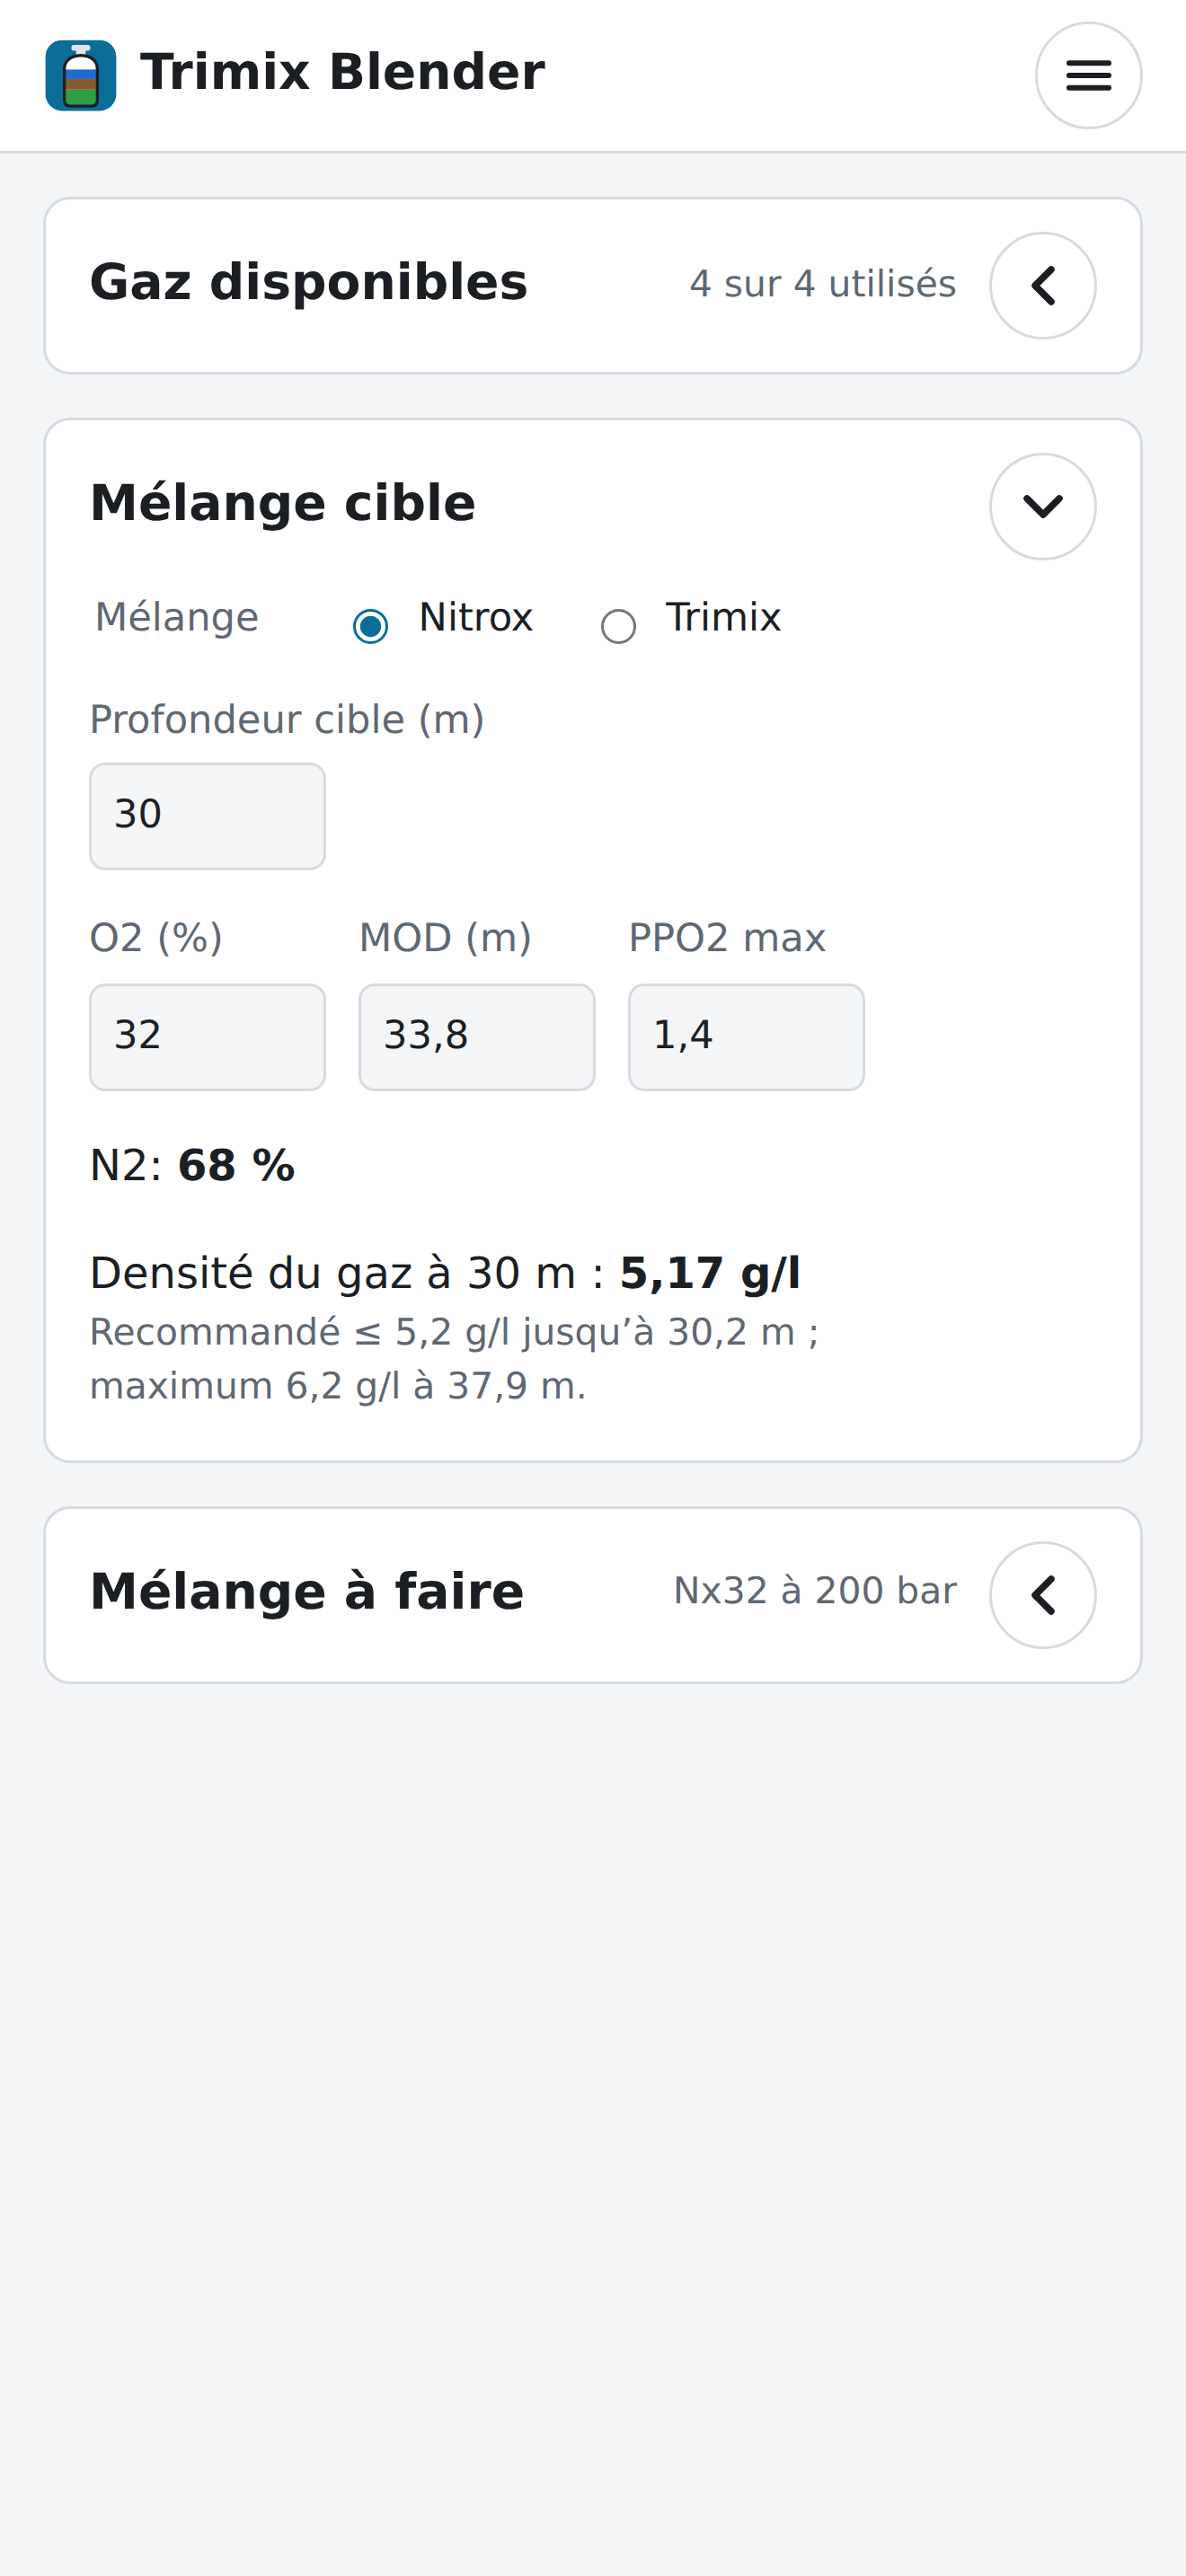 Trimix Blender
Gaz disponibles 4 sur 4 utilisés
Mélange cible
Mélange Nitrox Trimix
Profondeur cible (m)
30
O2 (%) MOD (m) PPO2 max
32 33,8 1,4
N2: 68 %
Densité du gaz à 30 m : 5,17 g/l
Recommandé ≤ 5,2 g/l jusqu’à 30,2 m ;
maximum 6,2 g/l à 37,9 m.
Mélange à faire Nx32 à 200 bar